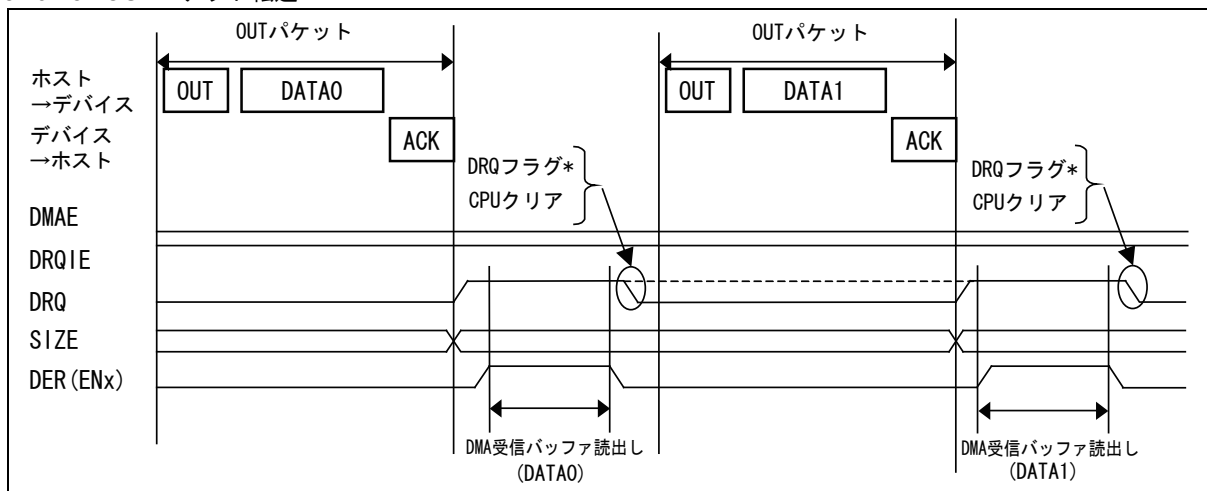 OUTパケット
OUTパケット
ホスト
→デバイス
OUT
DATA0
OUT
DATA1
デバイス
→ホスト
ACK
ACK
DRQフラグ*
CPUクリア
DRQフラグ*
CPUクリア
DMAE
DRQIE
DRQ
SIZE
DER(ENx)
DMA受信バッファ読出し
(DATA0)
DMA受信バッファ読出し
(DATA1)